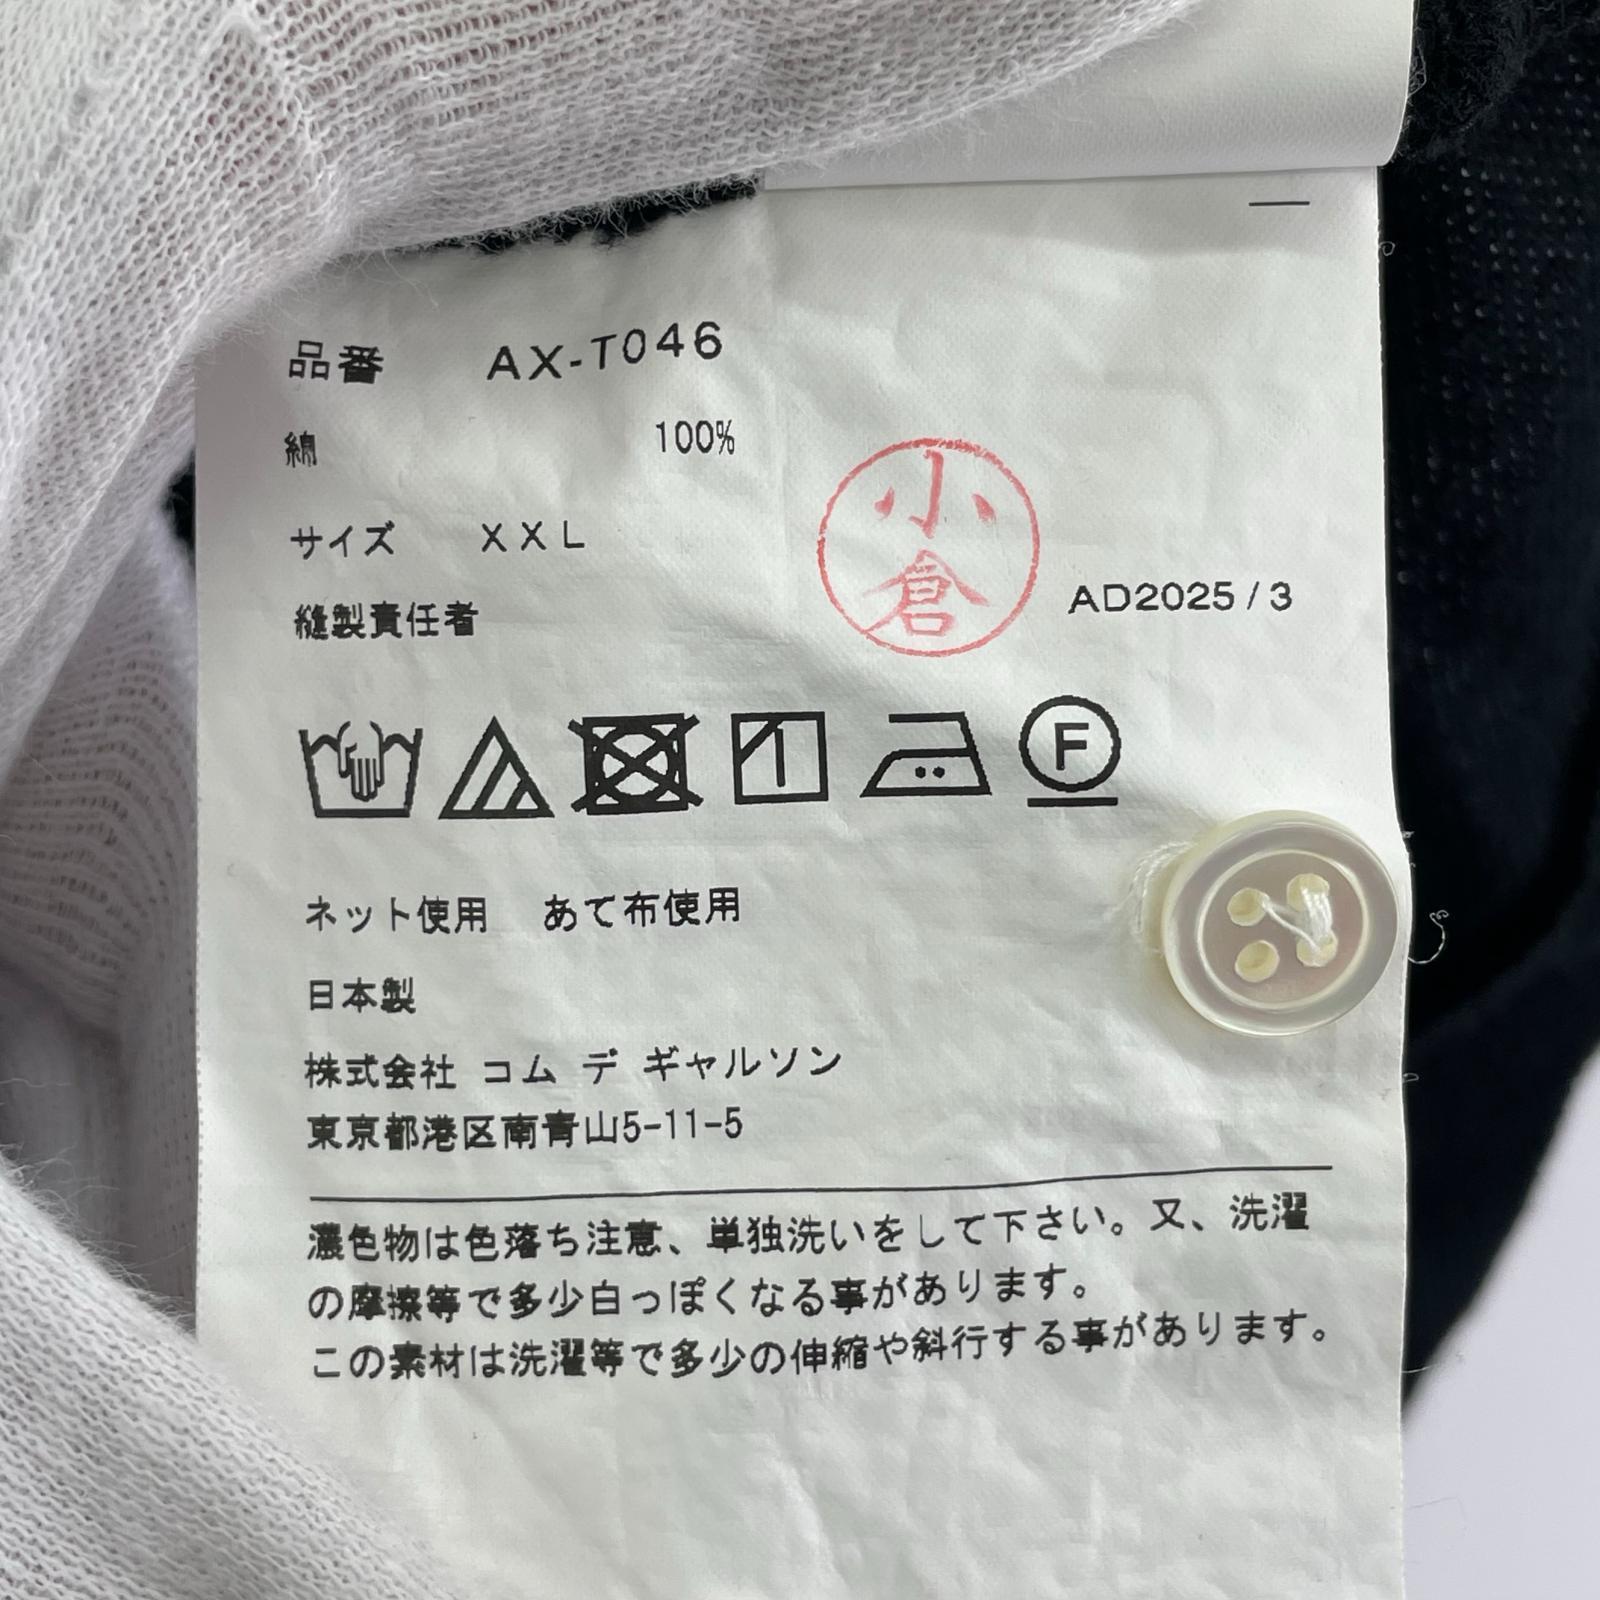 品番 AX-T046
綿 100%
サイズ XXL
縫製責任者 小倉 AD2025/3
F
ネット使用 あて布使用
日本製
株式会社 コム デ ギャルソン
東京都港区南青山5-11-5
濃色物は色落ち注意、単独洗いをして下さい。又、洗濯
の摩擦等で多少白っぽくなる事があります。
この素材は洗濯等で多少の伸縮や斜行する事があります。